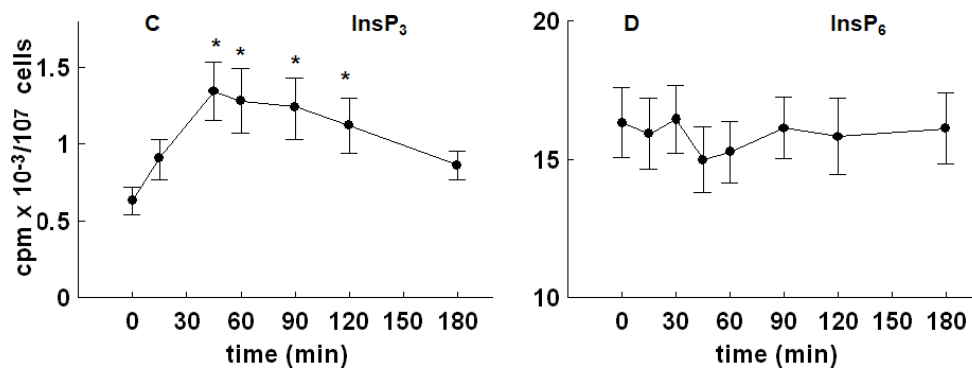 C InsP₃
* * * *
cpm x 10⁻³/10⁷ cells
1.5
1
0.5
0
0 30 60 90 120 150 180
time (min)
D InsP₆
20
15
10
0 30 60 90 120 150 180
time (min)